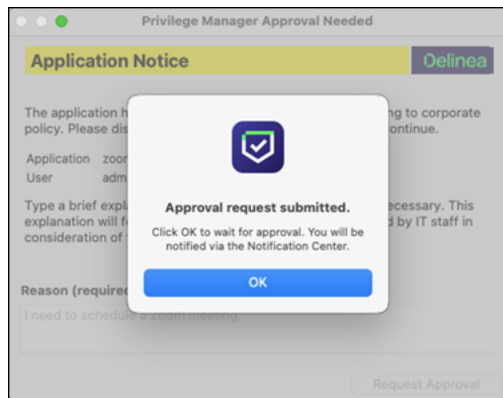 Privilege Manager Approval Needed
Application Notice
Delinea
The application h ng to corporate
policy. Please dis ontinue.
Application zoor
User adm
Type a brief expla ecessary. This
explanation will f d by IT staff in
consideration of
Approval request submitted.
Click OK to wait for approval. You will be
notified via the Notification Center.
OK
Reason (required
I need to schedule a Zoom meeting.
Request Approval